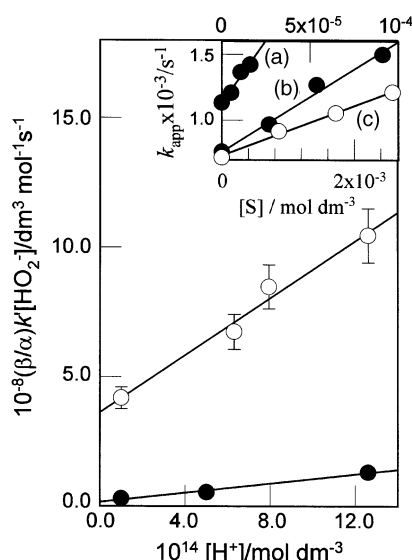 0 5x10⁻⁵ 10⁻⁴
1.5
1.0
k_app x10⁻³/s⁻¹
(a)
(b)
(c)
0 2x10⁻³
[S] / mol dm⁻³
15.0
10.0
5.0
0.0
10⁻⁸(β/α)k'[HO₂⁻]/dm³ mol⁻¹s⁻¹
0.0 4.0 8.0 12.0
10¹⁴ [H⁺]/mol dm⁻³